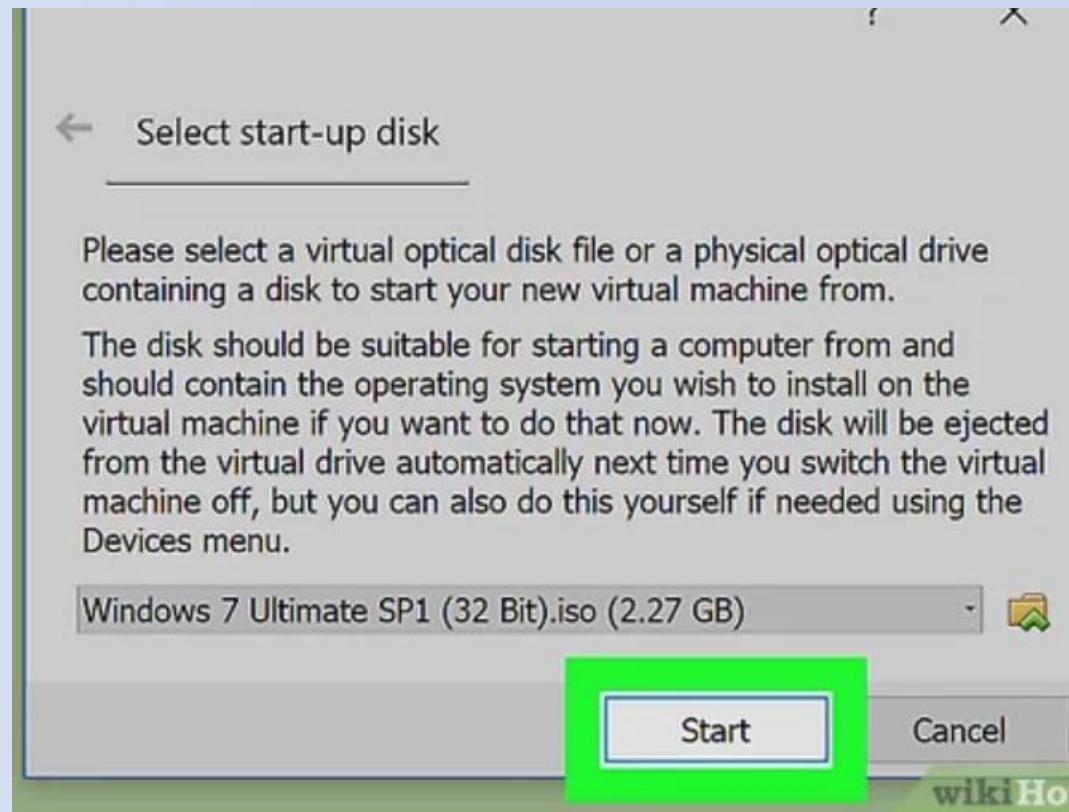 ?
Select start-up disk
Please select a virtual optical disk file or a physical optical drive
containing a disk to start your new virtual machine from.
The disk should be suitable for starting a computer from and
should contain the operating system you wish to install on the
virtual machine if you want to do that now. The disk will be ejected
from the virtual drive automatically next time you switch the virtual
machine off, but you can also do this yourself if needed using the
Devices menu.
Windows 7 Ultimate SP1 (32 Bit).iso (2.27 GB)
Start Cancel
wikiHo